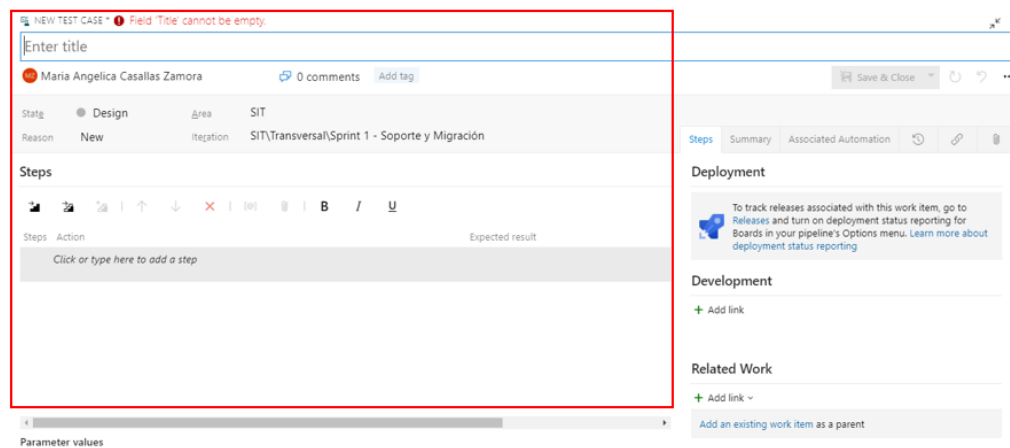 NEW TEST CASE * Field 'Title' cannot be empty.
Enter title
MZ Maria Angelica Casallas Zamora 0 comments Add tag Save & Close
State Design Area SIT
Reason New Iteration SIT\Transversal\Sprint 1 - Soporte y Migración
Steps Summary Associated Automation
Steps
B I U
Steps Action Expected result
Click or type here to add a step
Deployment
To track releases associated with this work item, go to
Releases and turn on deployment status reporting for
Boards in your pipeline's Options menu. Learn more about
deployment status reporting
Development
+ Add link
Related Work
+ Add link
Add an existing work item as a parent
Parameter values